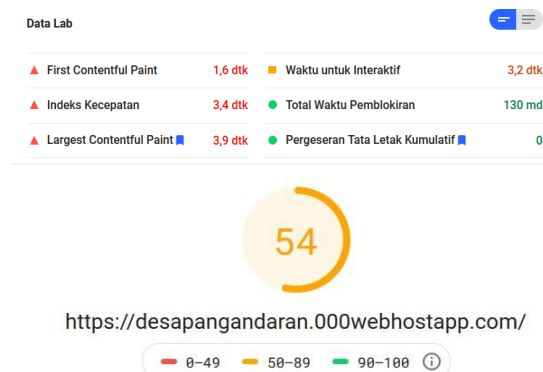 Data Lab
First Contentful Paint 1,6 dtk
Waktu untuk Interaktif 3,2 dtk
Indeks Kecepatan 3,4 dtk
Total Waktu Pemblokiran 130 md
Largest Contentful Paint 3,9 dtk
Pergeseran Tata Letak Kumulatif 0
54
https://desapangandaran.000webhostapp.com/
0–49 50–89 90–100